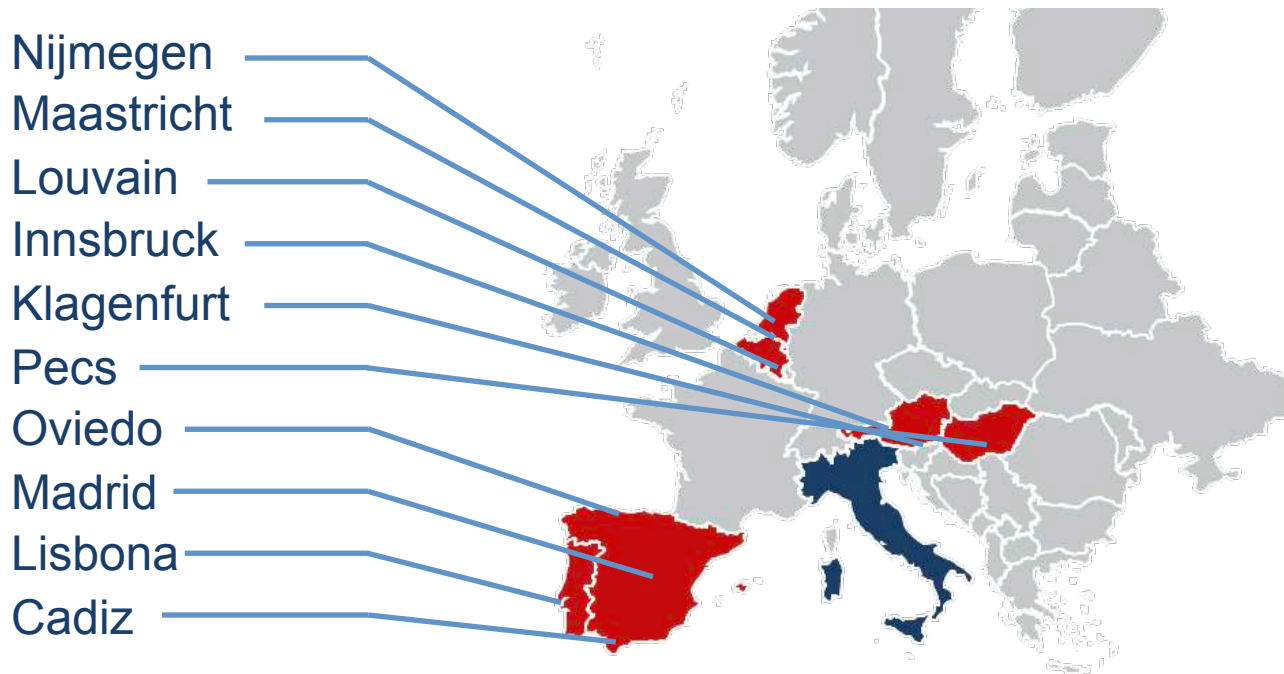 Nijmegen
Maastricht
Louvain
Innsbruck
Klagenfurt
Pecs
Oviedo
Madrid
Lisbona
Cadiz